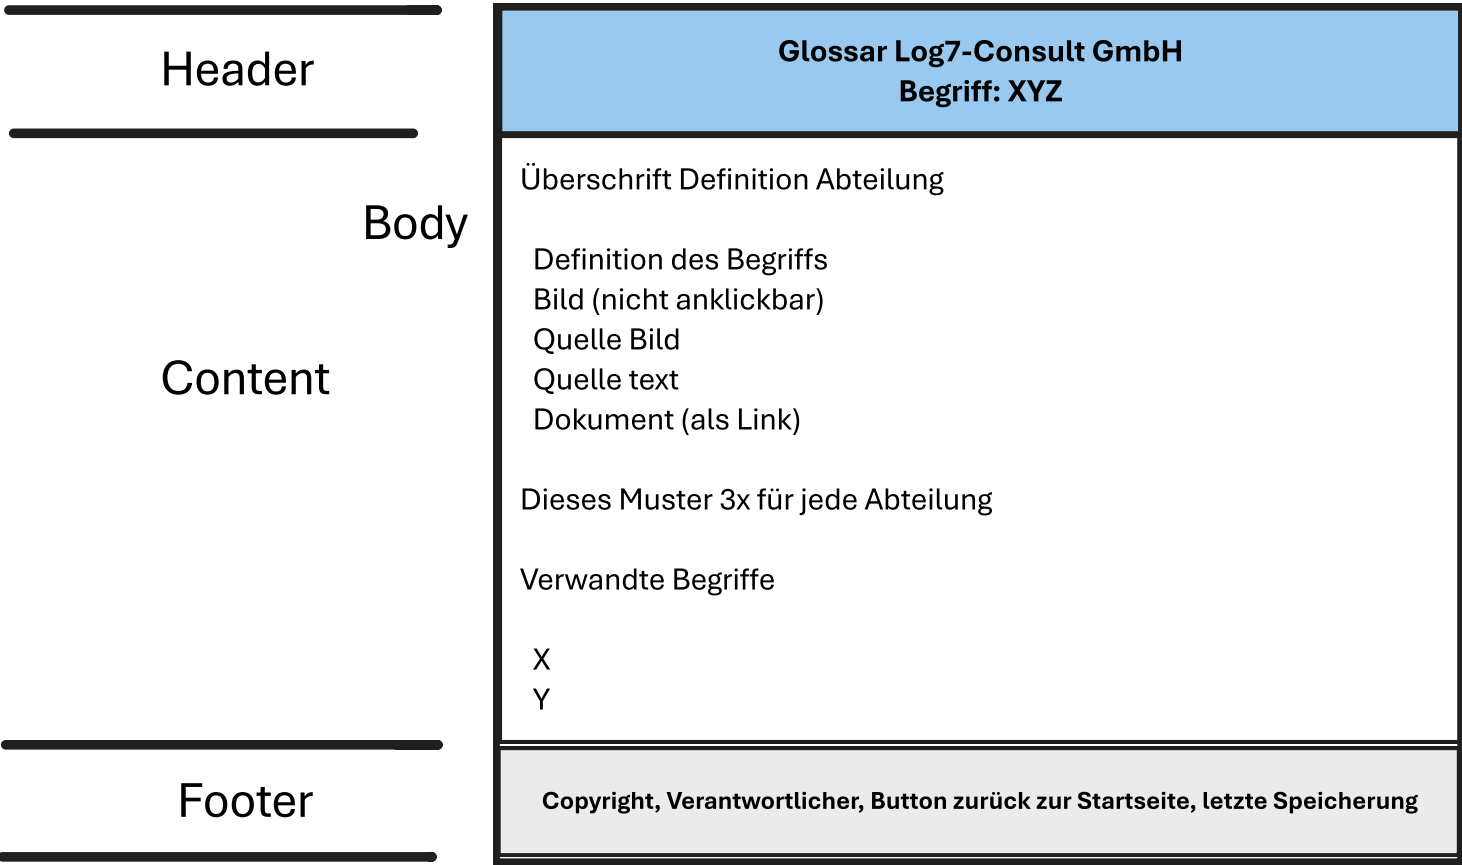 Header
Body
Content
Footer
Glossar Log7-Consult GmbH
Begriff: XYZ
Überschrift Definition Abteilung
Definition des Begriffs
Bild (nicht anklickbar)
Quelle Bild
Quelle text
Dokument (als Link)
Dieses Muster 3x für jede Abteilung
Verwandte Begriffe
X
Y
Copyright, Verantwortlicher, Button zurück zur Startseite, letzte Speicherung